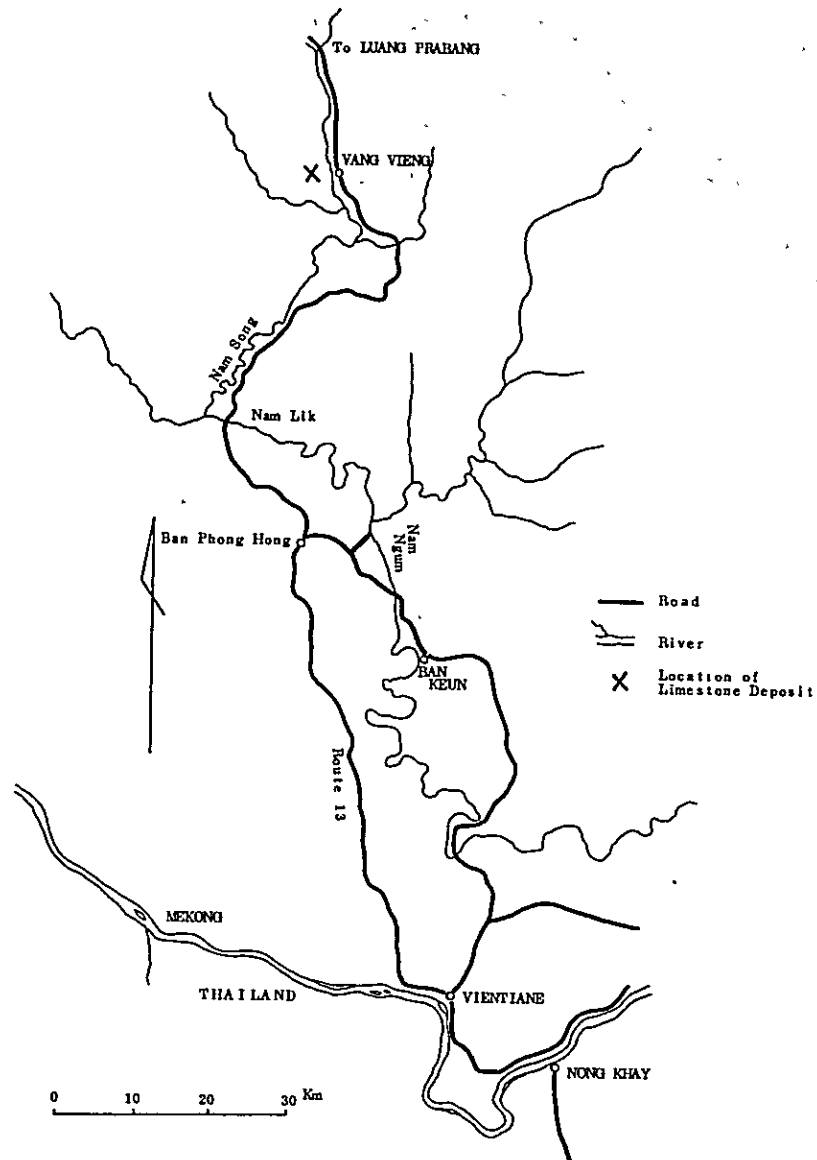 To LUANG PRABANG
VANG VIENG
Nam Song
Nam Lik
Ban Phong Hong
Nam
Ngum
Road
River
BAN
KEUN
Location of
Limestone Deposit
Route 13
MEKONG
THAILAND
VIENTIANE
NONG KHAY
0 10 20 30 Km